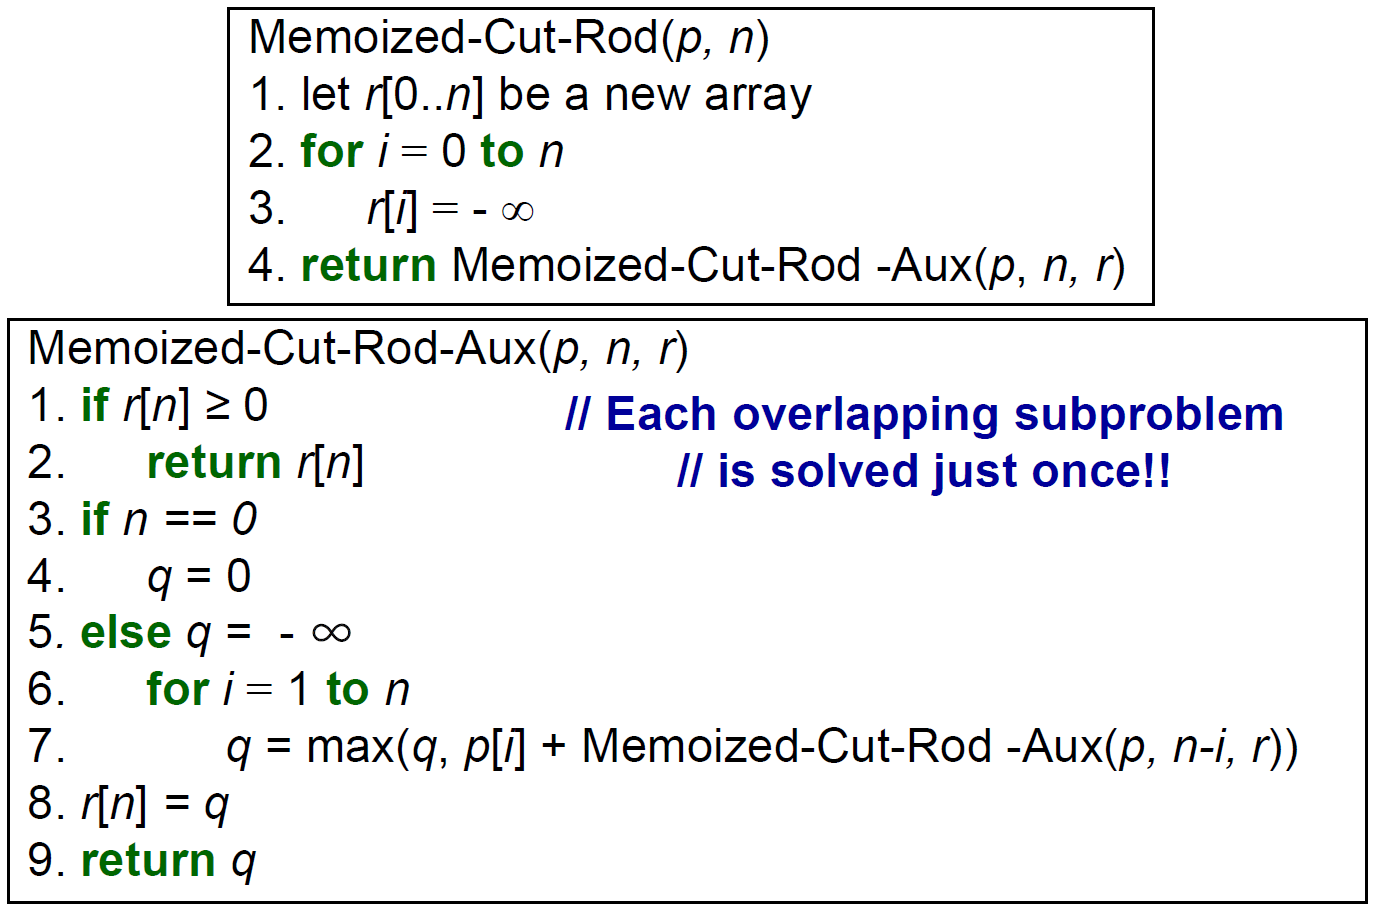 Memoized-Cut-Rod(p, n)
1. let r[0..n] be a new array
2. for i = 0 to n
3. r[i] = - ∞
4. return Memoized-Cut-Rod -Aux(p, n, r)
Memoized-Cut-Rod-Aux(p, n, r)
1. if r[n] ≥ 0 // Each overlapping subproblem
2. return r[n] // is solved just once!!
3. if n == 0
4. q = 0
5. else q = - ∞
6. for i = 1 to n
7. q = max(q, p[i] + Memoized-Cut-Rod -Aux(p, n-i, r))
8. r[n] = q
9. return q